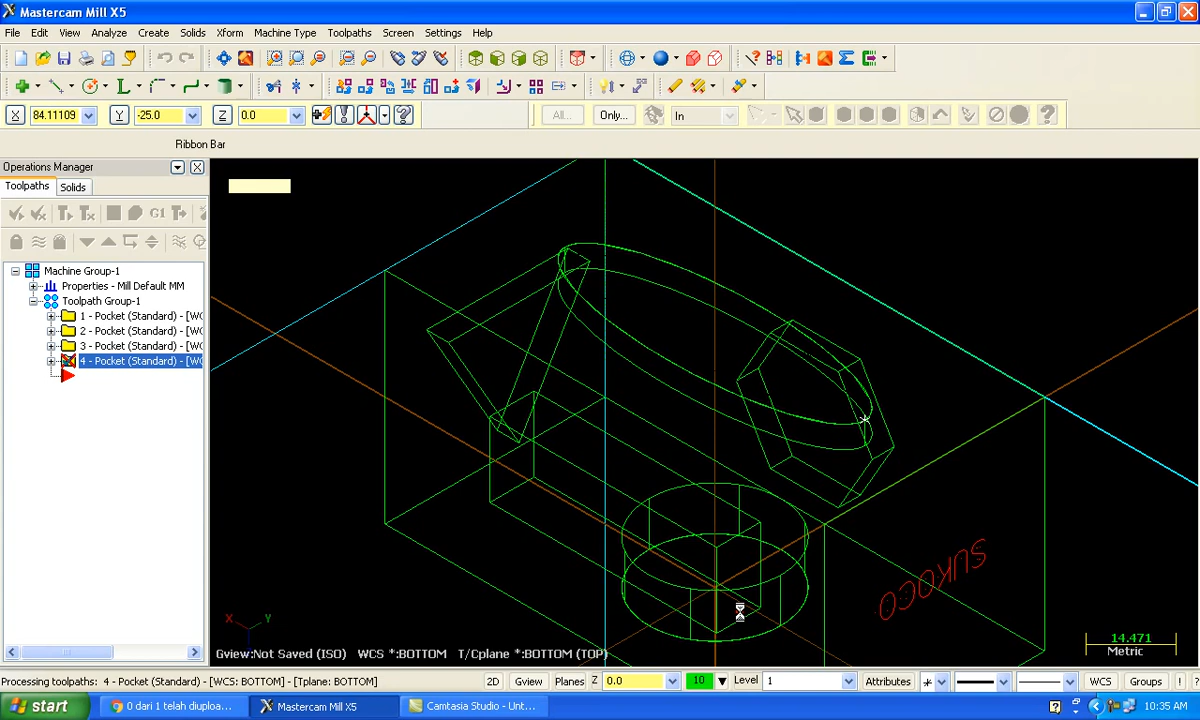 Mastercam Mill X5
File Edit View Analyze Create Solids Xform Machine Type Toolpaths Screen Settings Help
X 84.11109 Y -25.0 Z 0.0 All... Only... In
Ribbon Bar
Operations Manager
Toolpaths Solids
G1
Machine Group-1
Properties - Mill Default MM
Toolpath Group-1
1 - Pocket (Standard) - [WC
2 - Pocket (Standard) - [WC
3 - Pocket (Standard) - [WC
4 - Pocket (Standard) - [WC
SUKOCO
X Y
14.471
Metric
Gview:Not Saved (ISO) WCS *:BOTTOM T/Cplane *:BOTTOM (TOP)
Processing toolpaths: 4 - Pocket (Standard) - [WCS: BOTTOM] - [Tplane: BOTTOM] 2D Gview Planes Z 0.0 10 Level 1 Attributes WCS Groups ! ?
start 0 dari 1 telah diuploa... Mastercam Mill X5 Camtasia Studio - Unt... 10:35 AM